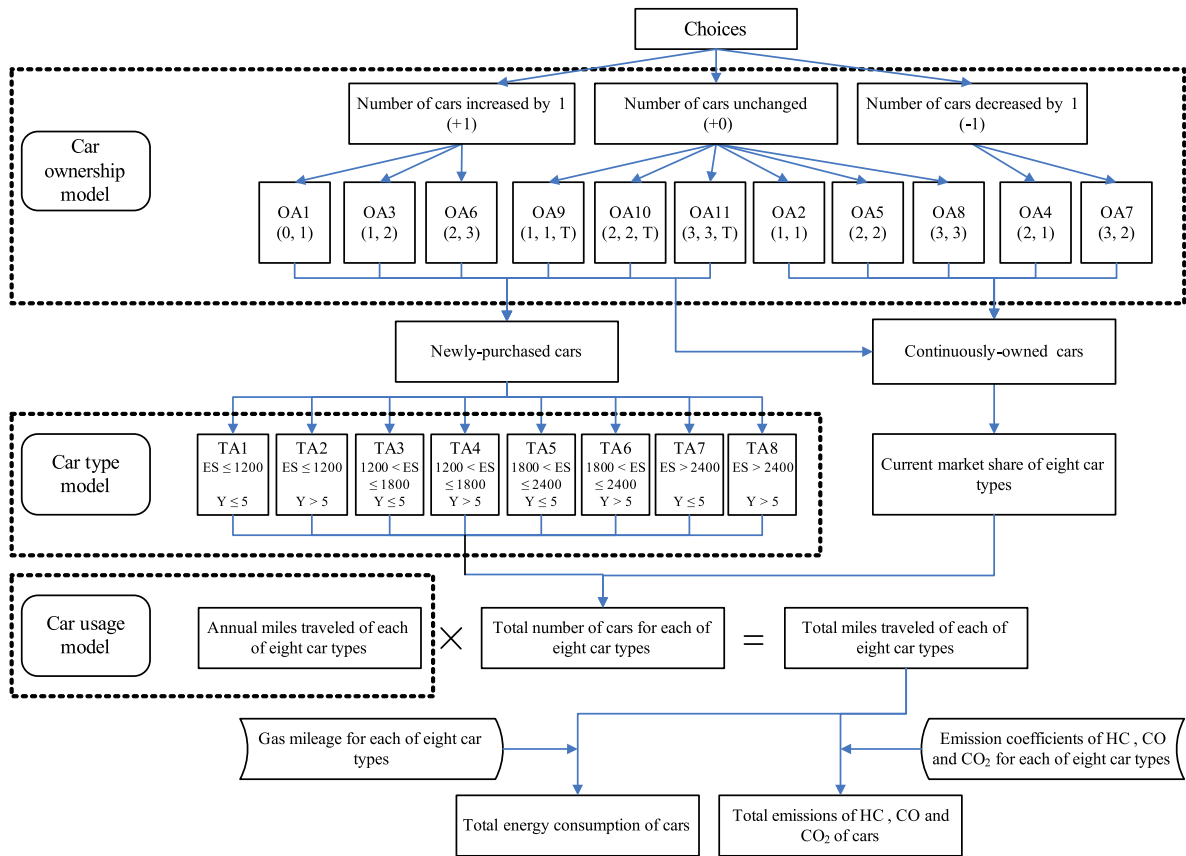 Choices
Number of cars increased by 1
(+1)
Number of cars unchanged
(+0)
Number of cars decreased by 1
(-1)
Car
ownership
model
OA1
(0, 1)
OA3
(1, 2)
OA6
(2, 3)
OA9
(1, 1, T)
OA10
(2, 2, T)
OA11
(3, 3, T)
OA2
(1, 1)
OA5
(2, 2)
OA8
(3, 3)
OA4
(2, 1)
OA7
(3, 2)
Newly-purchased cars
Continuously-owned cars
Car type
model
TA1
ES ≤ 1200
Y ≤ 5
TA2
ES ≤ 1200
Y > 5
TA3
1200 < ES
≤ 1800
Y ≤ 5
TA4
1200 < ES
≤ 1800
Y > 5
TA5
1800 < ES
≤ 2400
Y ≤ 5
TA6
1800 < ES
≤ 2400
Y > 5
TA7
ES > 2400
Y ≤ 5
TA8
ES > 2400
Y > 5
Current market share of eight car
types
Car usage
model
Annual miles traveled of each
of eight car types
×
Total number of cars for each of
eight car types
=
Total miles traveled of each of
eight car types
Gas mileage for each of eight car
types
Emission coefficients of HC , CO
and CO₂ for each of eight car types
Total energy consumption of cars
Total emissions of HC , CO and
CO₂ of cars